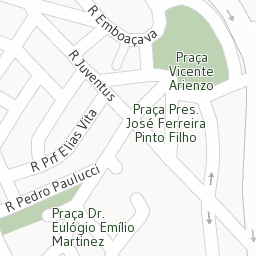 R Emboaçava
R Juventus
Praça
Vicente
Arienzo
Praça Pres.
José Ferreira
Pinto Filho
R Prf Elias Vita
R Pedro Paulucci
Praça Dr.
Eulógio Emílio
Martinez